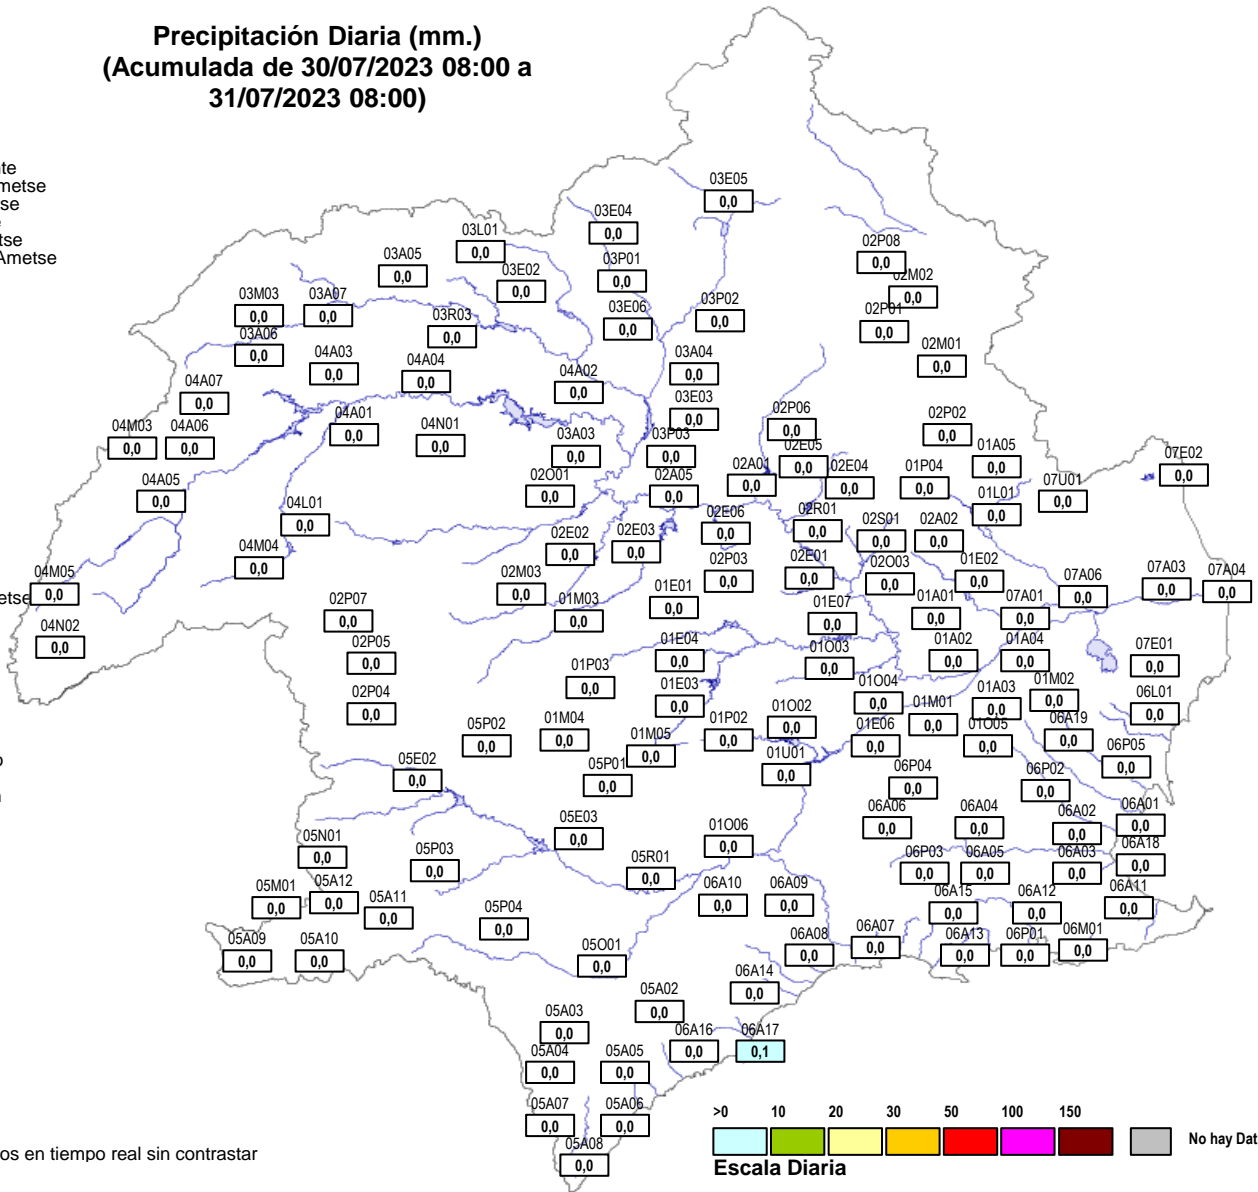 Precipitación Diaria (mm.)
(Acumulada de 30/07/2023 08:00 a
31/07/2023 08:00)
nte
metse
se
e
tse
Ametse
etse
o
n
os en tiempo real sin contrastar
03E05
0,0
03E04
0,0
03L01
0,0
03A05
0,0
03P01
0,0
03E02
0,0
02P08
0,0
02M02
0,0
03M03
0,0
03A07
0,0
03R03
0,0
03E06
0,0
03P02
0,0
02P01
0,0
03A06
0,0
04A03
0,0
04A04
0,0
04A02
0,0
03A04
0,0
02M01
0,0
04A07
0,0
03E03
0,0
04M03
0,0
04A06
0,0
04A01
0,0
04N01
0,0
03A03
0,0
03P03
0,0
02P06
0,0
02P02
0,0
02E05
0,0
01A05
0,0
07E02
0,0
04A05
0,0
02O01
0,0
02A05
0,0
02A01
0,0
02E04
0,0
01P04
0,0
07U01
0,0
01L01
0,0
04L01
0,0
02E06
0,0
02R01
0,0
02S01
0,0
02A02
0,0
04M04
0,0
02E02
0,0
02E03
0,0
02P03
0,0
02E01
0,0
02O03
0,0
01E02
0,0
04M05
0,0
02M03
0,0
07A06
0,0
07A03
0,0
07A04
0,0
02P07
0,0
01M03
0,0
01E01
0,0
01E07
0,0
01A01
0,0
07A01
0,0
04N02
0,0
02P05
0,0
01E04
0,0
01O03
0,0
01A02
0,0
01A04
0,0
07E01
0,0
01P03
0,0
02P04
0,0
01E03
0,0
01O04
0,0
01A03
0,0
01M02
0,0
06L01
0,0
05P02
0,0
01M04
0,0
01M05
0,0
01P02
0,0
01O02
0,0
01E06
0,0
01M01
0,0
01O05
0,0
06A19
0,0
05E02
0,0
05P01
0,0
01U01
0,0
06P04
0,0
06P02
0,0
06P05
0,0
05E03
0,0
01O06
0,0
06A06
0,0
06A04
0,0
06A02
0,0
06A01
0,0
05N01
0,0
05P03
0,0
05R01
0,0
06P03
0,0
06A05
0,0
06A03
0,0
06A18
0,0
05M01
0,0
05A12
0,0
05A11
0,0
05P04
0,0
06A10
0,0
06A09
0,0
06A15
0,0
06A12
0,0
06A11
0,0
05A09
0,0
05A10
0,0
05O01
0,0
06A08
0,0
06A07
0,0
06A13
0,0
06P01
0,0
06M01
0,0
06A14
0,0
05A02
0,0
05A03
0,0
06A16
0,0
06A17
0,1
05A04
0,0
05A05
0,0
05A07
0,0
05A06
0,0
05A08
0,0
>0 10 20 30 50 100 150
No hay Dat
Escala Diaria